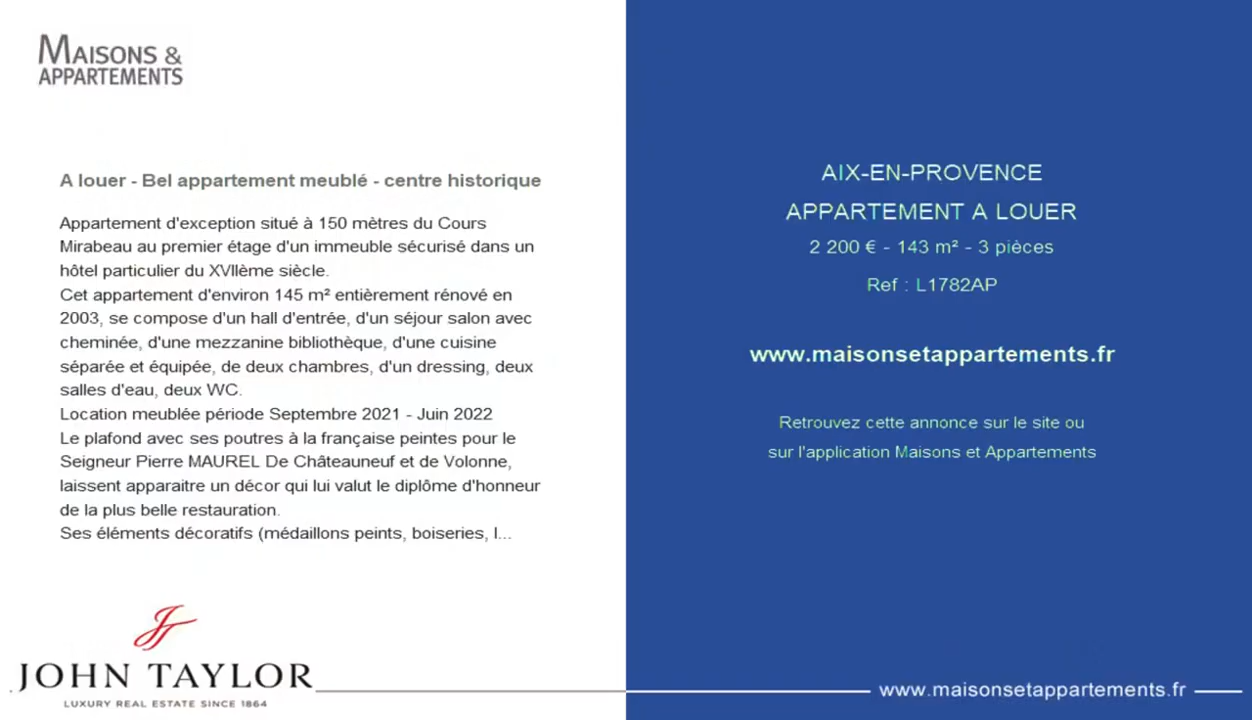 MAISONS &
APPARTEMENTS
A louer - Bel appartement meublé - centre historique
Appartement d'exception situé à 150 mètres du Cours
Mirabeau au premier étage d'un immeuble sécurisé dans un
hôtel particulier du XVIIème siècle.
Cet appartement d'environ 145 m² entièrement rénové en
2003, se compose d'un hall d'entrée, d'un séjour salon avec
cheminée, d'une mezzanine bibliothèque, d'une cuisine
séparée et équipée, de deux chambres, d'un dressing, deux
salles d'eau, deux WC.
Location meublée période Septembre 2021 - Juin 2022
Le plafond avec ses poutres à la française peintes pour le
Seigneur Pierre MAUREL De Châteauneuf et de Volonne,
laissent apparaitre un décor qui lui valut le diplôme d'honneur
de la plus belle restauration.
Ses éléments décoratifs (médaillons peints, boiseries, l...
JOHN TAYLOR
LUXURY REAL ESTATE SINCE 1864
AIX-EN-PROVENCE
APPARTEMENT A LOUER
2 200 € - 143 m² - 3 pièces
Ref : L1782AP
www.maisonsetappartements.fr
Retrouvez cette annonce sur le site ou
sur l'application Maisons et Appartements
www.maisonsetappartements.fr